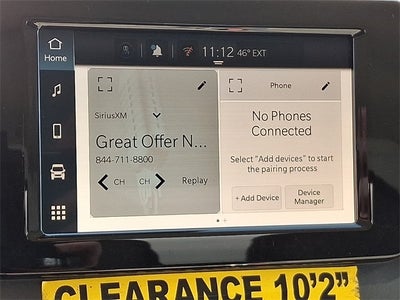 11:12 46° EXT
Home
SiriusXM
Great Offer N...
844-711-8800
CH CH Replay
Phone
No Phones
Connected
Select "Add devices" to start
the pairing process
+ Add Device
Device
Manager
CLEARANCE 10'2"